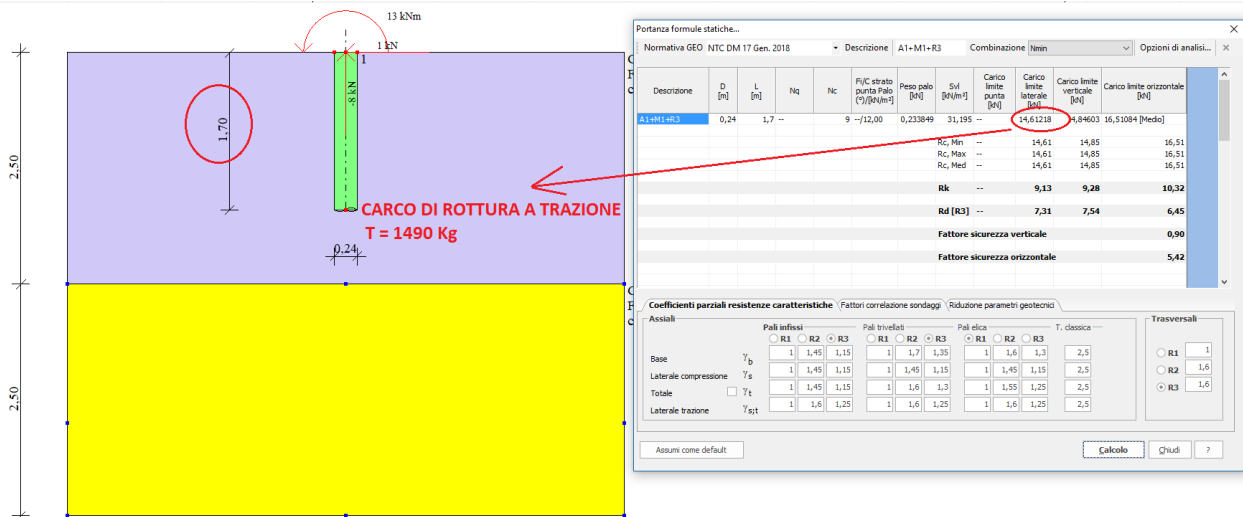 13 kNm
1 kN
1
-8 kN
1,70
2,50
2,50
0,24
CARCO DI ROTTURA A TRAZIONE
T = 1490 Kg
C
F
c
C
F
c
Portanza formule statiche...
Normativa GEO NTC DM 17 Gen. 2018 Descrizione A1+M1+R3 Combinazione Nmin Opzioni di analisi...
Descrizione D [m] L [m] Nq Nc Fi/C strato punta Palo (°)/[kN/m²] Peso palo [kN] Svl [kN/m²] Carico limite punta [kN] Carico limite laterale [kN] Carico limite verticale [kN] Carico limite orizzontale [kN]
A1+M1+R3 0,24 1,7 -- 9 --/12,00 0,233849 31,195 -- 14,61218 4,84603 16,51084 [Medio]
Rc, Min -- 14,61 14,85 16,51
Rc, Max -- 14,61 14,85 16,51
Rc, Med -- 14,61 14,85 16,51
Rk -- 9,13 9,28 10,32
Rd [R3] -- 7,31 7,54 6,45
Fattore sicurezza verticale 0,90
Fattore sicurezza orizzontale 5,42
Coefficienti parziali resistenze caratteristiche Fattori correlazione sondaggi Riduzione parametri geotecnici
Assiali
Pali infissi Pali trivellati Pali elica T. classica
R1 R2 R3 R1 R2 R3 R1 R2 R3
Base γb 1 1,45 1,15 1 1,7 1,35 1 1,6 1,3 2,5
Laterale compressione γs 1 1,45 1,15 1 1,45 1,15 1 1,45 1,15 2,5
Totale γt 1 1,45 1,15 1 1,6 1,3 1 1,55 1,25 2,5
Laterale trazione γs;t 1 1,6 1,25 1 1,6 1,25 1 1,6 1,25 2,5
Trasversali
R1 1
R2 1,6
R3 1,6
Assumi come default Calcolo Chiudi ?